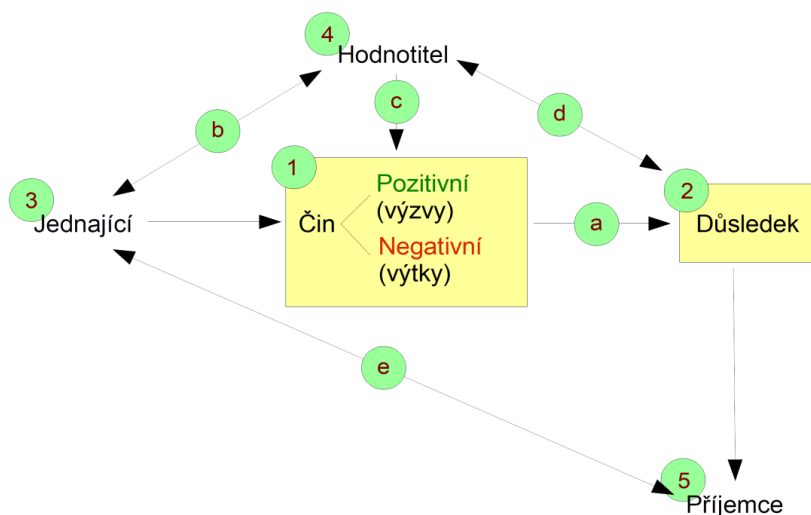 4
Hodnotitel
c
b
d
1
3
Jednající
Čin
Pozitivní
(výzvy)
Negativní
(výtky)
a
2
Důsledek
e
5
Příjemce